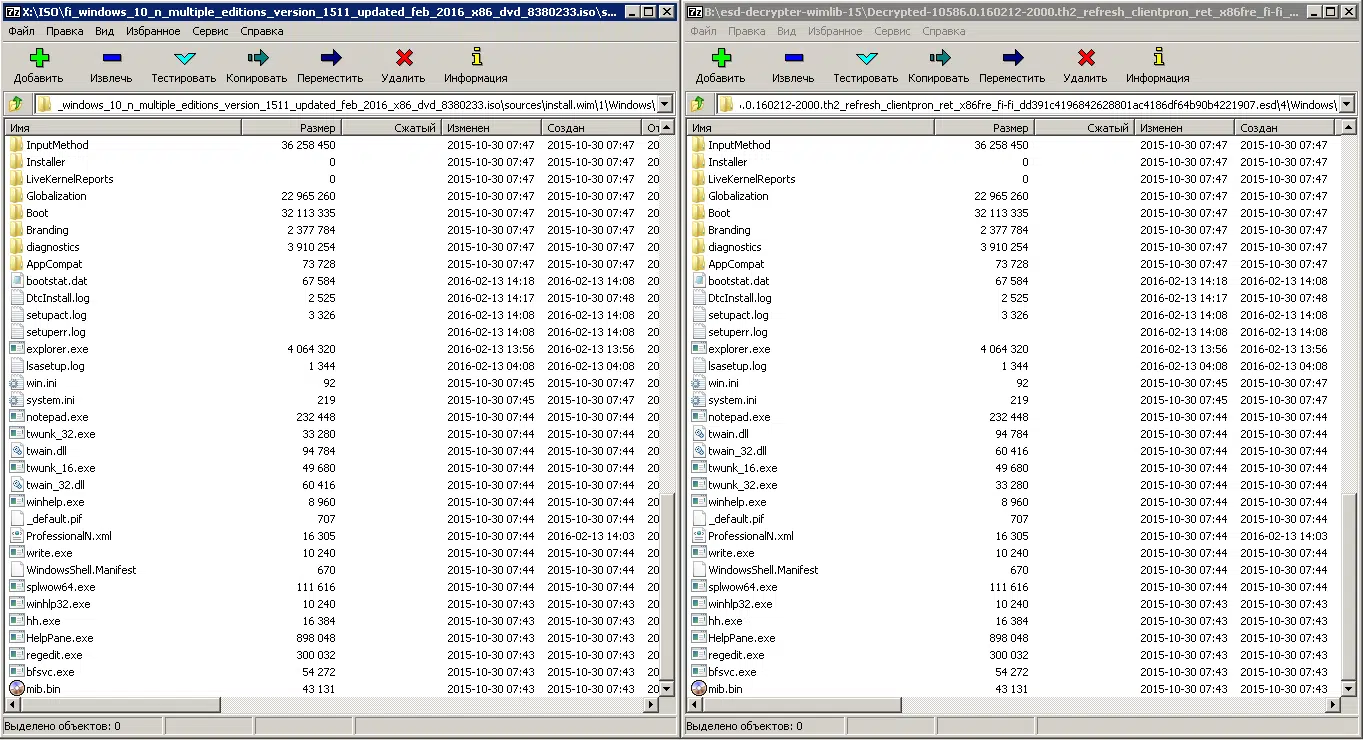 X:\ISO\fi_windows_10_n_multiple_editions_version_1511_updated_feb_2016_x86_dvd_8380233.iso\s...
Файл Правка Вид Избранное Сервис Справка
Добавить Извлечь Тестировать Копировать Переместить Удалить Информация
_windows_10_n_multiple_editions_version_1511_updated_feb_2016_x86_dvd_8380233.iso\sources\install.wim\1\Windows\
Имя Размер Сжатый Изменен Создан От
InputMethod 36 258 450 2015-10-30 07:47 2015-10-30 07:47 20
Installer 0 2015-10-30 07:47 2015-10-30 07:47 20
LiveKernelReports 0 2015-10-30 07:47 2015-10-30 07:47 20
Globalization 22 965 260 2015-10-30 07:47 2015-10-30 07:47 20
Boot 32 113 335 2015-10-30 07:47 2015-10-30 07:47 20
Branding 2 377 784 2015-10-30 07:47 2015-10-30 07:47 20
diagnostics 3 910 254 2015-10-30 07:47 2015-10-30 07:47 20
AppCompat 73 728 2015-10-30 07:47 2015-10-30 07:47 20
bootstat.dat 67 584 2016-02-13 14:18 2016-02-13 14:08 20
DtcInstall.log 2 525 2016-02-13 14:17 2015-10-30 07:48 20
setupact.log 3 326 2016-02-13 14:08 2016-02-13 14:08 20
setuperr.log 2016-02-13 14:08 2016-02-13 14:08 20
explorer.exe 4 064 320 2016-02-13 13:56 2016-02-13 13:56 20
lsasetup.log 1 344 2016-02-13 04:08 2016-02-13 04:08 20
win.ini 92 2015-10-30 07:45 2015-10-30 07:47 20
system.ini 219 2015-10-30 07:45 2015-10-30 07:47 20
notepad.exe 232 448 2015-10-30 07:44 2015-10-30 07:44 20
twunk_32.exe 33 280 2015-10-30 07:44 2015-10-30 07:44 20
twain.dll 94 784 2015-10-30 07:44 2015-10-30 07:44 20
twunk_16.exe 49 680 2015-10-30 07:44 2015-10-30 07:44 20
twain_32.dll 60 416 2015-10-30 07:44 2015-10-30 07:44 20
winhelp.exe 8 960 2015-10-30 07:44 2015-10-30 07:44 20
_default.pif 707 2015-10-30 07:44 2015-10-30 07:44 20
ProfessionalN.xml 16 305 2015-10-30 07:44 2016-02-13 14:03 20
write.exe 10 240 2015-10-30 07:44 2015-10-30 07:44 20
WindowsShell.Manifest 670 2015-10-30 07:44 2015-10-30 07:44 20
splwow64.exe 111 616 2015-10-30 07:44 2015-10-30 07:44 20
winhlp32.exe 10 240 2015-10-30 07:43 2015-10-30 07:43 20
hh.exe 16 384 2015-10-30 07:43 2015-10-30 07:43 20
HelpPane.exe 898 048 2015-10-30 07:43 2015-10-30 07:43 20
regedit.exe 300 032 2015-10-30 07:43 2015-10-30 07:43 20
bfsvc.exe 54 272 2015-10-30 07:43 2015-10-30 07:43 20
mib.bin 43 131 2015-10-30 07:43 2015-10-30 07:43 20
Выделено объектов: 0
B:\esd-decrypter-wimlib-15\Decrypted-10586.0.160212-2000.th2_refresh_clientpron_ret_x86fre_fi-fi_...
Файл Правка Вид Избранное Сервис Справка
Добавить Извлечь Тестировать Копировать Переместить Удалить Информация
..0.160212-2000.th2_refresh_clientpron_ret_x86fre_fi-fi_dd391c4196842628801ac4186df64b90b4221907.esd\4\Windows\
Имя Размер Сжатый Изменен Создан
InputMethod 36 258 450 2015-10-30 07:47 2015-10-30 07:47
Installer 0 2015-10-30 07:47 2015-10-30 07:47
LiveKernelReports 0 2015-10-30 07:47 2015-10-30 07:47
Globalization 22 965 260 2015-10-30 07:47 2015-10-30 07:47
Boot 32 113 335 2015-10-30 07:47 2015-10-30 07:47
Branding 2 377 784 2015-10-30 07:47 2015-10-30 07:47
diagnostics 3 910 254 2015-10-30 07:47 2015-10-30 07:47
AppCompat 73 728 2015-10-30 07:47 2015-10-30 07:47
bootstat.dat 67 584 2016-02-13 14:18 2016-02-13 14:08
DtcInstall.log 2 525 2016-02-13 14:17 2015-10-30 07:48
setupact.log 3 326 2016-02-13 14:08 2016-02-13 14:08
setuperr.log 2016-02-13 14:08 2016-02-13 14:08
explorer.exe 4 064 320 2016-02-13 13:56 2016-02-13 13:56
lsasetup.log 1 344 2016-02-13 04:08 2016-02-13 04:08
win.ini 92 2015-10-30 07:45 2015-10-30 07:47
system.ini 219 2015-10-30 07:45 2015-10-30 07:47
notepad.exe 232 448 2015-10-30 07:44 2015-10-30 07:44
twain.dll 94 784 2015-10-30 07:44 2015-10-30 07:44
twain_32.dll 60 416 2015-10-30 07:44 2015-10-30 07:44
twunk_16.exe 49 680 2015-10-30 07:44 2015-10-30 07:44
twunk_32.exe 33 280 2015-10-30 07:44 2015-10-30 07:44
winhelp.exe 8 960 2015-10-30 07:44 2015-10-30 07:44
_default.pif 707 2015-10-30 07:44 2015-10-30 07:44
ProfessionalN.xml 16 305 2015-10-30 07:44 2016-02-13 14:03
write.exe 10 240 2015-10-30 07:44 2015-10-30 07:44
WindowsShell.Manifest 670 2015-10-30 07:44 2015-10-30 07:44
splwow64.exe 111 616 2015-10-30 07:44 2015-10-30 07:44
winhlp32.exe 10 240 2015-10-30 07:43 2015-10-30 07:43
hh.exe 16 384 2015-10-30 07:43 2015-10-30 07:43
HelpPane.exe 898 048 2015-10-30 07:43 2015-10-30 07:43
regedit.exe 300 032 2015-10-30 07:43 2015-10-30 07:43
bfsvc.exe 54 272 2015-10-30 07:43 2015-10-30 07:43
mib.bin 43 131 2015-10-30 07:43 2015-10-30 07:43
Выделено объектов: 0